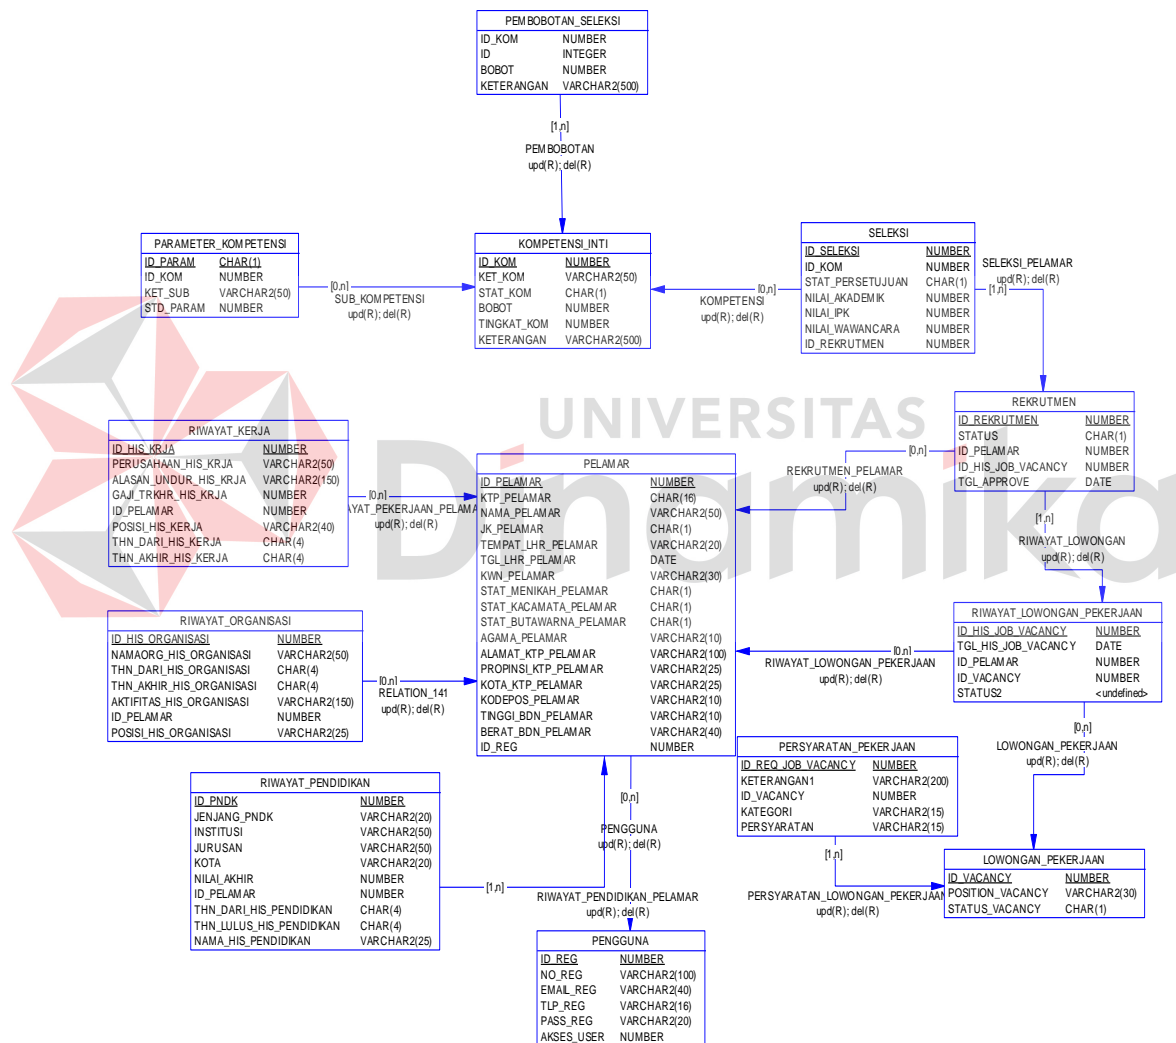 PEMBOBOTAN_SELEKSI
ID_KOM NUMBER
ID INTEGER
BOBOT NUMBER
KETERANGAN VARCHAR2(500)
[1,n]
PEMBOBOTAN
upd(R); del(R)
PARAMETER_KOMPETENSI
ID_PARAM CHAR(1)
ID_KOM NUMBER
KET_SUB VARCHAR2(50)
STD_PARAM NUMBER
[0,n]
SUB_KOMPETENSI
upd(R); del(R)
KOMPETENSI_INTI
ID_KOM NUMBER
KET_KOM VARCHAR2(50)
STAT_KOM CHAR(1)
BOBOT NUMBER
TINGKAT_KOM NUMBER
KETERANGAN VARCHAR2(500)
[0,n]
KOMPETENSI
upd(R); del(R)
SELEKSI
ID_SELEKSI NUMBER
ID_KOM NUMBER
STAT_PERSETUJUAN CHAR(1)
NILAI_AKADEMIK NUMBER
NILAI_IPK NUMBER
NILAI_WAWANCARA NUMBER
ID_REKRUTMEN NUMBER
SELEKSI_PELAMAR
upd(R); del(R)
[1,n]
UNIVERSITAS
Dinamika
REKRUTMEN
ID_REKRUTMEN NUMBER
STATUS CHAR(1)
ID_PELAMAR NUMBER
ID_HIS_JOB_VACANCY NUMBER
TGL_APPROVE DATE
[0,n]
REKRUTMEN_PELAMAR
upd(R); del(R)
[1,n]
RIWAYAT_LOWONGAN
upd(R); del(R)
RIWAYAT_KERJA
ID_HIS_KRJA NUMBER
PERUSAHAAN_HIS_KRJA VARCHAR2(50)
ALASAN_UNDUR_HIS_KRJA VARCHAR2(150)
GAJI_TRKHR_HIS_KRJA NUMBER
ID_PELAMAR NUMBER
POSISI_HIS_KERJA VARCHAR2(40)
THN_DARI_HIS_KERJA CHAR(4)
THN_AKHIR_HIS_KERJA CHAR(4)
[0,n]
AYAT_PEKERJAAN_PELAMA
upd(R); del(R)
PELAMAR
ID_PELAMAR NUMBER
KTP_PELAMAR CHAR(16)
NAMA_PELAMAR VARCHAR2(50)
JK_PELAMAR CHAR(1)
TEMPAT_LHR_PELAMAR VARCHAR2(20)
TGL_LHR_PELAMAR DATE
KWN_PELAMAR VARCHAR2(30)
STAT_MENIKAH_PELAMAR CHAR(1)
STAT_KACAMATA_PELAMAR CHAR(1)
STAT_BUTAWARNA_PELAMAR CHAR(1)
AGAMA_PELAMAR VARCHAR2(10)
ALAMAT_KTP_PELAMAR VARCHAR2(100)
PROPINSI_KTP_PELAMAR VARCHAR2(25)
KOTA_KTP_PELAMAR VARCHAR2(25)
KODEPOS_PELAMAR VARCHAR2(10)
TINGGI_BDN_PELAMAR VARCHAR2(10)
BERAT_BDN_PELAMAR VARCHAR2(40)
ID_REG NUMBER
RIWAYAT_LOWONGAN_PEKERJAAN
ID_HIS_JOB_VACANCY NUMBER
TGL_HIS_JOB_VACANCY DATE
ID_PELAMAR NUMBER
ID_VACANCY NUMBER
STATUS2 <undefined>
[0,n]
RIWAYAT_LOWONGAN_PEKERJAAN
upd(R); del(R)
[0,n]
LOWONGAN_PEKERJAAN
upd(R); del(R)
RIWAYAT_ORGANISASI
ID_HIS_ORGANISASI NUMBER
NAMAORG_HIS_ORGANISASI VARCHAR2(50)
THN_DARI_HIS_ORGANISASI CHAR(4)
THN_AKHIR_HIS_ORGANISASI CHAR(4)
AKTIFITAS_HIS_ORGANISASI VARCHAR2(150)
ID_PELAMAR NUMBER
POSISI_HIS_ORGANISASI VARCHAR2(25)
[0,n]
RELATION_141
upd(R); del(R)
RIWAYAT_PENDIDIKAN
ID_PNDK NUMBER
JENJANG_PNDK VARCHAR2(20)
INSTITUSI VARCHAR2(50)
JURUSAN VARCHAR2(50)
KOTA VARCHAR2(20)
NILAI_AKHIR NUMBER
ID_PELAMAR NUMBER
THN_DARI_HIS_PENDIDIKAN CHAR(4)
THN_LULUS_HIS_PENDIDIKAN CHAR(4)
NAMA_HIS_PENDIDIKAN VARCHAR2(25)
[1,n]
RIWAYAT_PENDIDIKAN_PELAMAR
upd(R); del(R)
[0,n]
PENGGUNA
upd(R); del(R)
PERSYARATAN_PEKERJAAN
ID_REQ_JOB_VACANCY NUMBER
KETERANGAN1 VARCHAR2(200)
ID_VACANCY NUMBER
KATEGORI VARCHAR2(15)
PERSYARATAN VARCHAR2(15)
[1,n]
PERSYARATAN_LOWONGAN_PEKERJAAN
upd(R); del(R)
LOWONGAN_PEKERJAAN
ID_VACANCY NUMBER
POSITION_VACANCY VARCHAR2(30)
STATUS_VACANCY CHAR(1)
PENGGUNA
ID_REG NUMBER
NO_REG VARCHAR2(100)
EMAIL_REG VARCHAR2(40)
TLP_REG VARCHAR2(16)
PASS_REG VARCHAR2(20)
AKSES_USER NUMBER